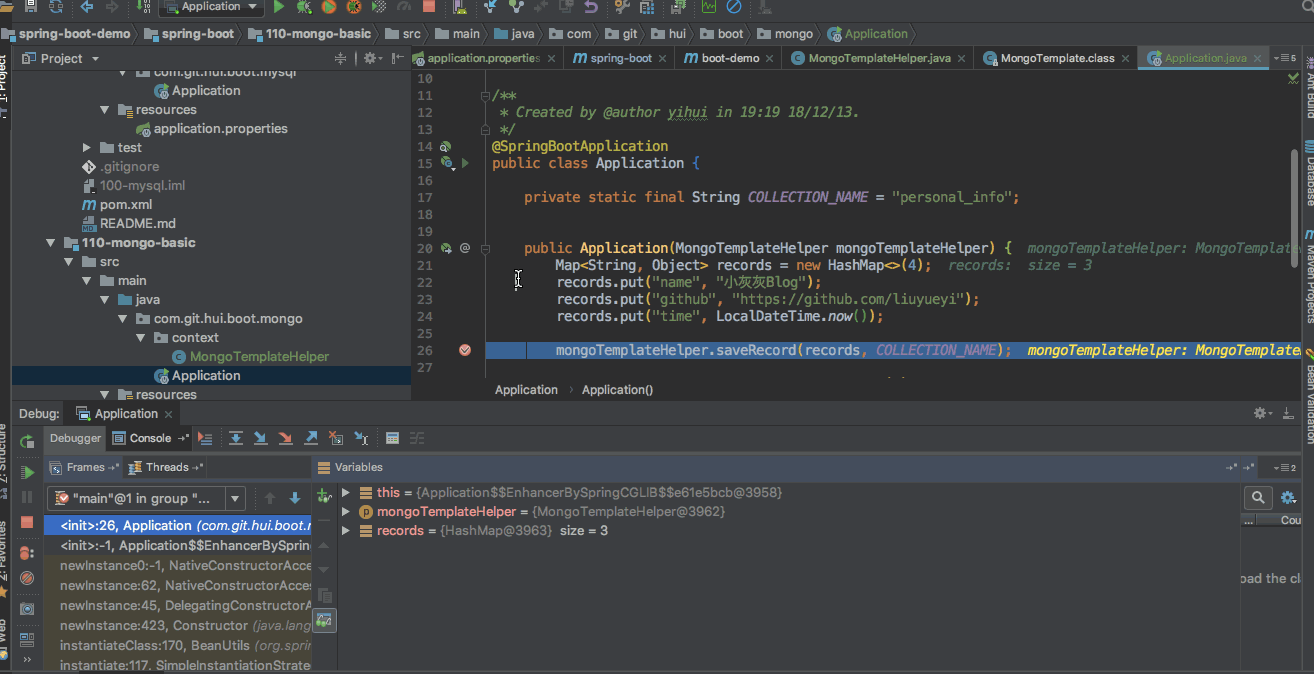 Application
spring-boot-demo spring-boot 110-mongo-basic src main java com git hui boot mongo Application
Project
application.properties spring-boot boot-demo MongoTemplateHelper.java MongoTemplate.class Application.java 5
com.git.hui.boot.mysql
Application
resources
application.properties
test
.gitignore
100-mysql.iml
pom.xml
README.md
110-mongo-basic
src
main
java
com.git.hui.boot.mongo
context
MongoTemplateHelper
Application
resources
10
11 /**
12 * Created by @author yihui in 19:19 18/12/13.
13 */
14 @SpringBootApplication
15 public class Application {
16
17 private static final String COLLECTION_NAME = "personal_info";
18
19
20 public Application(MongoTemplateHelper mongoTemplateHelper) { mongoTemplateHelper: MongoTemplate
21 Map<String, Object> records = new HashMap<>(4); records: size = 3
22 records.put("name", "小灰灰Blog");
23 records.put("github", "https://github.com/liuyueyi");
24 records.put("time", LocalDateTime.now());
25
26 mongoTemplateHelper.saveRecord(records, COLLECTION_NAME); mongoTemplateHelper: MongoTemplate
27
Application Application()
1: Project
Z: Structure
2: Favorites
Web
Ant Build
Database
Maven Projects
Bean Validation
Debug: Application
Debugger Console
Frames Threads Variables 2
"main"@1 in group "...
<init>:26, Application (com.git.hui.boot.r
<init>:-1, Application$$EnhancerBySprin
newInstance0:-1, NativeConstructorAcce
newInstance:62, NativeConstructorAcces
newInstance:45, DelegatingConstructorA
newInstance:423, Constructor (java.lang
instantiateClass:170, BeanUtils (org.sprin
instantiate:117, SimpleInstantiationStrate
this = {Application$$EnhancerBySpringCGLIB$$e61e5bcb@3958}
mongoTemplateHelper = {MongoTemplateHelper@3962}
records = {HashMap@3963} size = 3
... Cou
oad the cl